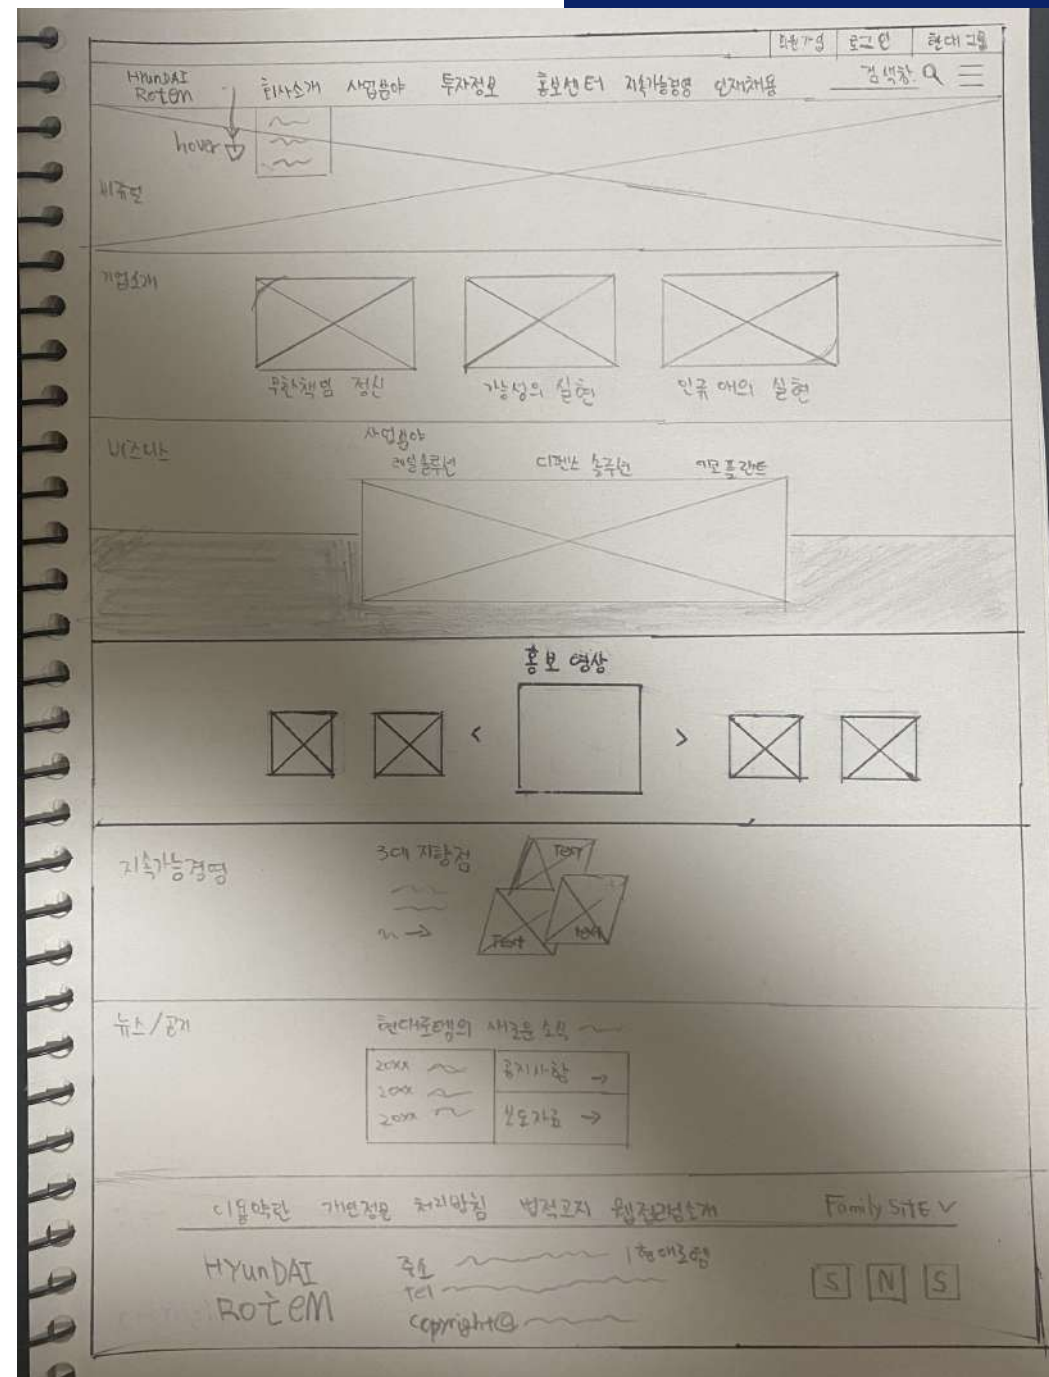 회원가입 로그인 현대그룹
HYunDAI
Rotem
회사소개 사업분야 투자정보 홍보센터 지속가능경영 인재채용 검색창
hover
비쥬얼
기업소개
무한책임 정신 가능성의 실현 인류애의 실현
비즈니스
사업분야
레일솔루션 디펜스 솔루션 에코플랜트
홍보 영상
< >
지속가능경영
3대 지향점
Text
Text Text
뉴스/공지
현대로템의 새로운 소식
20xx
20xx
20xx
공지사항 →
보도자료 →
이용약관 개인정보 처리방침 법적고지 웹접근성소개 Family SiTE ∨
HYunDAI
ROTEM
주소 | 현대로템
Tel
copyright@
S N S